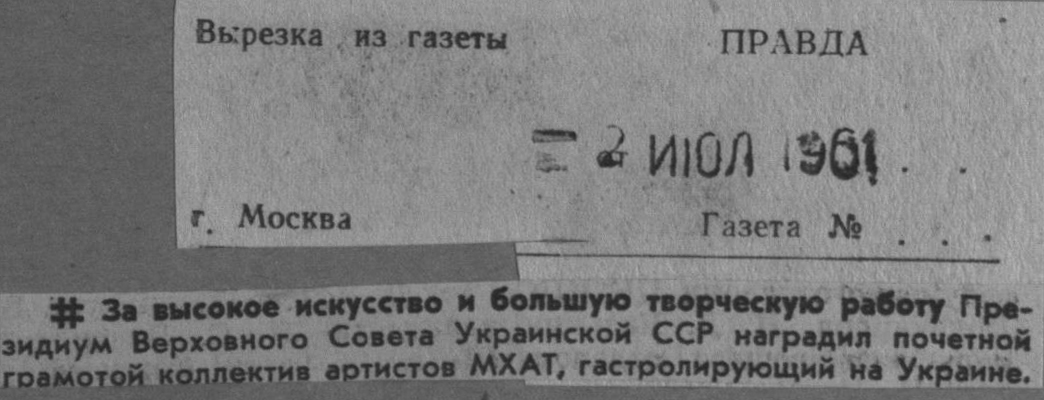 Вырезка из газеты ПРАВДА
2 ИЮЛ 1961 . .
г. Москва Газета № . . .
# За высокое искусство и большую творческую работу Пре-
зидиум Верховного Совета Украинской ССР наградил почетной
грамотой коллектив артистов МХАТ, гастролирующий на Украине.